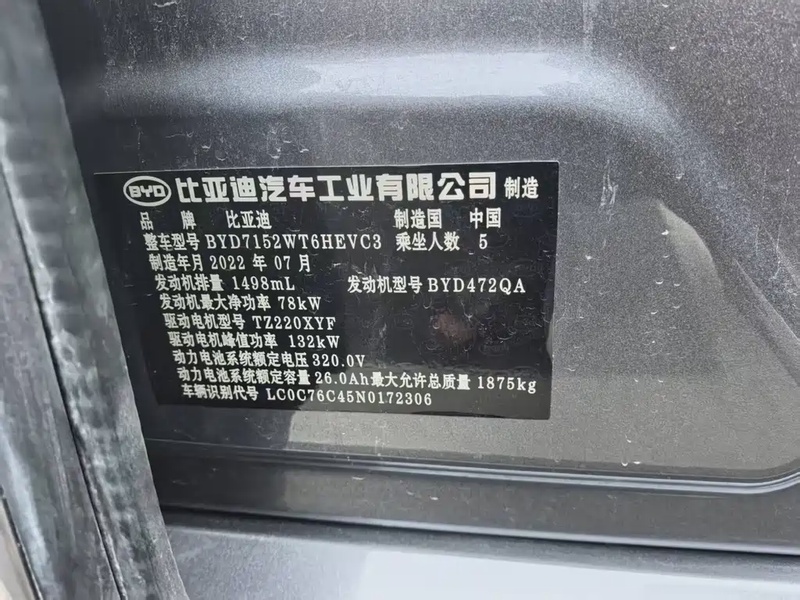 BYD 比亚迪汽车工业有限公司 制造
品 牌 比亚迪 制造国 中国
整车型号 BYD7152WT6HEVC3 乘坐人数 5
制造年月 2022 年 07 月
发动机排量 1498mL 发动机型号 BYD472QA
发动机最大净功率 78kW
驱动电机型号 TZ220XYF
驱动电机峰值功率 132kW
动力电池系统额定电压 320.0V
动力电池系统额定容量 26.0Ah 最大允许总质量 1875kg
车辆识别代号 LC0C76C45N0172306